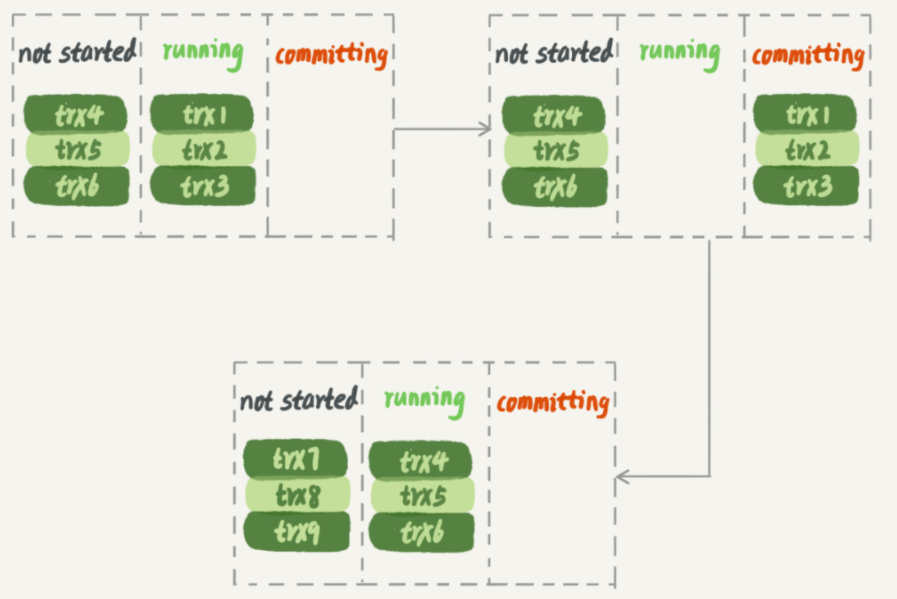 not started running committing
trx4 trx1
trx5 trx2
trx6 trx3
not started running committing
trx4 trx1
trx5 trx2
trx6 trx3
not started running committing
trx7 trx4
trx8 trx5
trx9 trx6